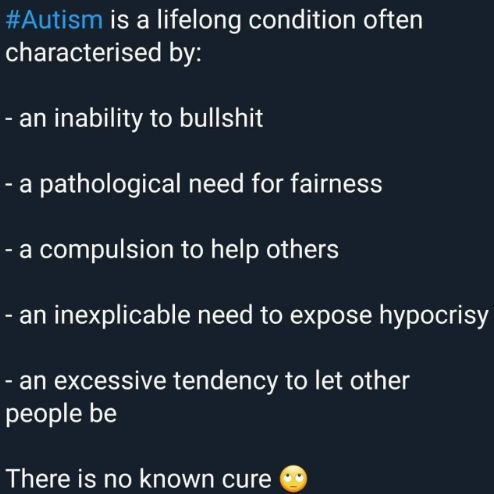 #Autism is a lifelong condition often
characterised by:
- an inability to bullshit
- a pathological need for fairness
- a compulsion to help others
- an inexplicable need to expose hypocrisy
- an excessive tendency to let other
people be
There is no known cure 🙄